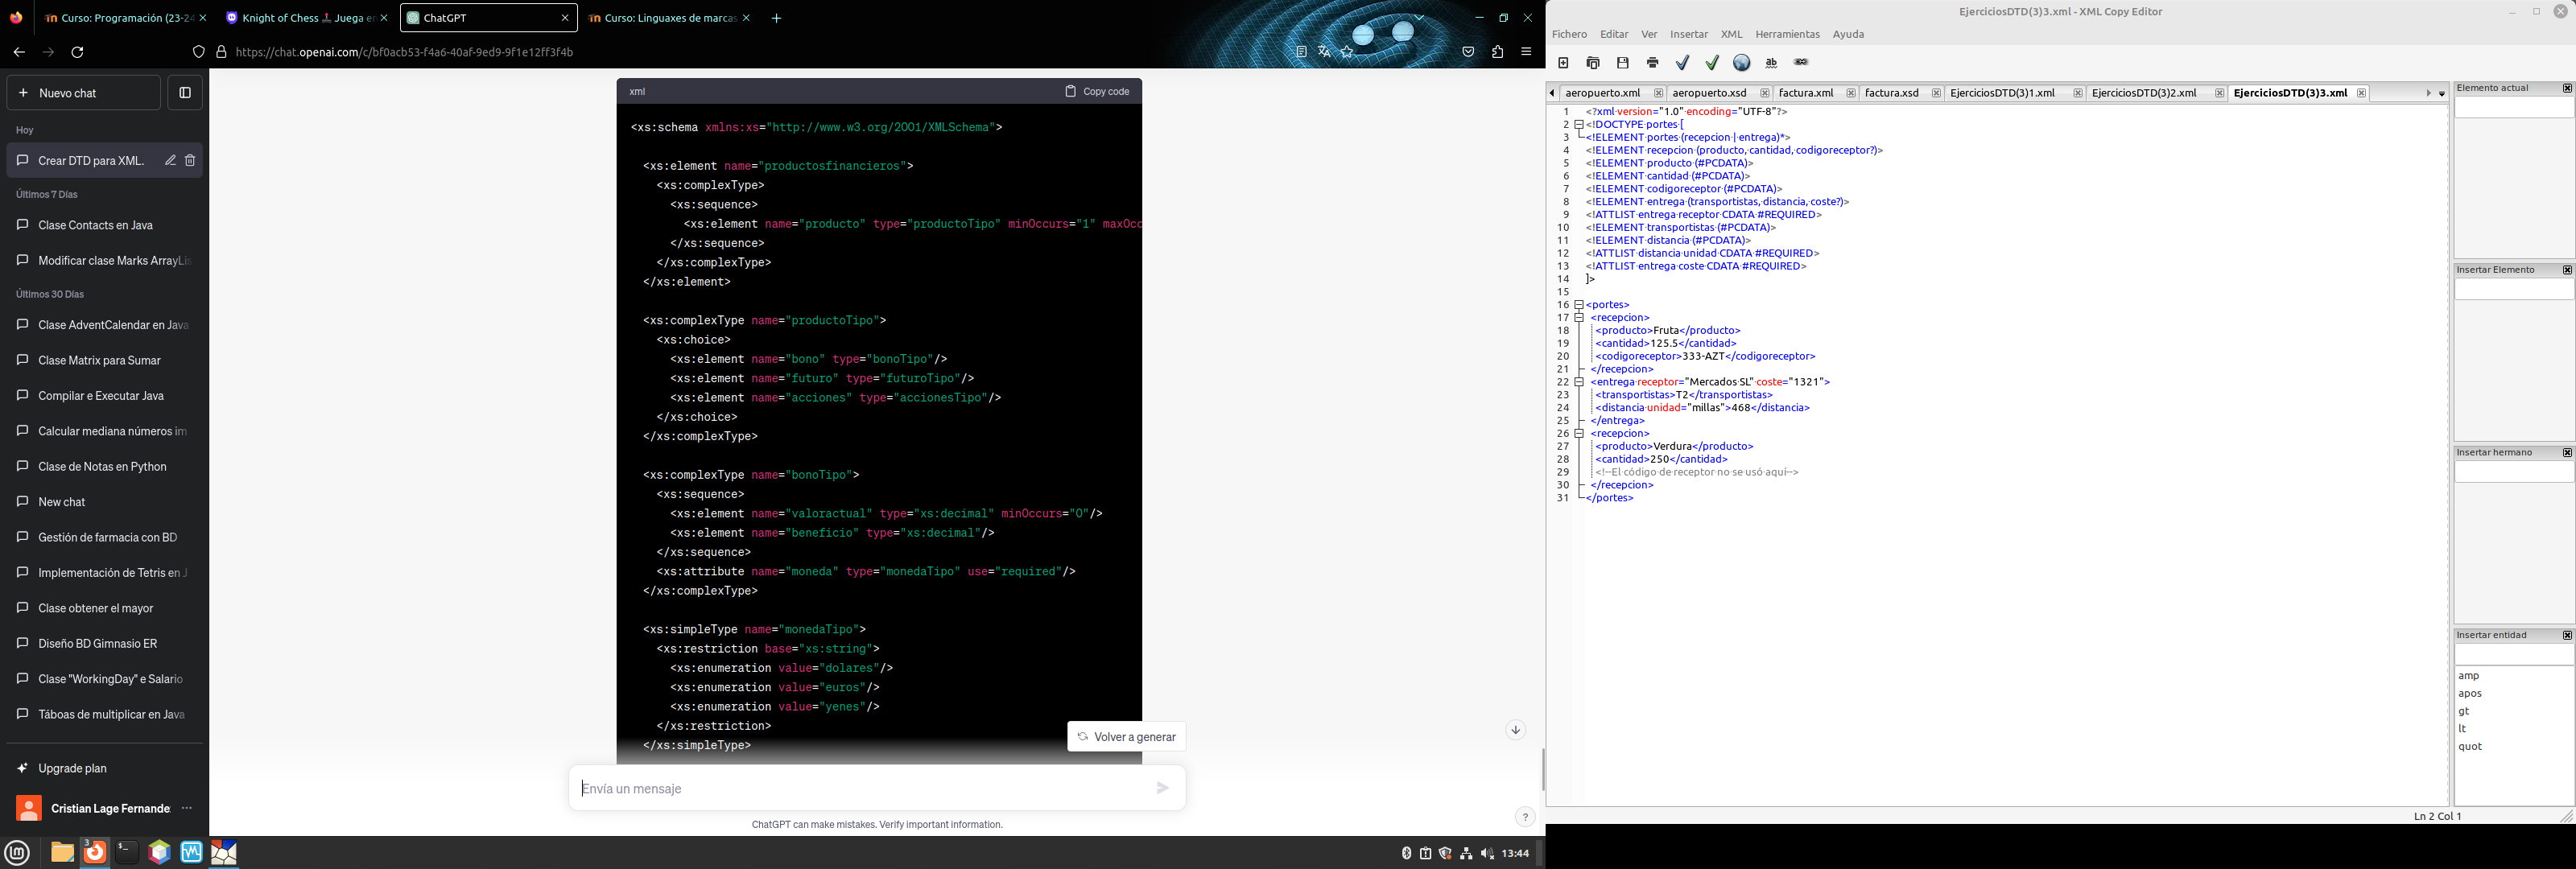 Curso: Programación (23-24
Knight of Chess ♟ Juega en
ChatGPT
Curso: Linguaxes de marcas
https://chat.openai.com/c/bf0acb53-f4a6-40af-9ed9-9f1e12ff3f4b
Nuevo chat
Hoy
Crear DTD para XML.
Últimos 7 Días
Clase Contacts en Java
Modificar clase Marks ArrayLis
Últimos 30 Días
Clase AdventCalendar en Java
Clase Matrix para Sumar
Compilar e Executar Java
Calcular mediana números im
Clase de Notas en Python
New chat
Gestión de farmacia con BD
Implementación de Tetris en J
Clase obtener el mayor
Diseño BD Gimnasio ER
Clase "WorkingDay" e Salario
Táboas de multiplicar en Java
Upgrade plan
Cristian Lage Fernande
xml
Copy code
<xs:schema xmlns:xs="http://www.w3.org/2001/XMLSchema">
<xs:element name="productosfinancieros">
<xs:complexType>
<xs:sequence>
<xs:element name="producto" type="productoTipo" minOccurs="1" maxOcc
</xs:sequence>
</xs:complexType>
</xs:element>
<xs:complexType name="productoTipo">
<xs:choice>
<xs:element name="bono" type="bonoTipo"/>
<xs:element name="futuro" type="futuroTipo"/>
<xs:element name="acciones" type="accionesTipo"/>
</xs:choice>
</xs:complexType>
<xs:complexType name="bonoTipo">
<xs:sequence>
<xs:element name="valoractual" type="xs:decimal" minOccurs="0"/>
<xs:element name="beneficio" type="xs:decimal"/>
</xs:sequence>
<xs:attribute name="moneda" type="monedaTipo" use="required"/>
</xs:complexType>
<xs:simpleType name="monedaTipo">
<xs:restriction base="xs:string">
<xs:enumeration value="dolares"/>
<xs:enumeration value="euros"/>
<xs:enumeration value="yenes"/>
</xs:restriction>
</xs:simpleType>
Volver a generar
Envía un mensaje
ChatGPT can make mistakes. Verify important information.
?
3
13:44
EjerciciosDTD(3)3.xml - XML Copy Editor
Fichero Editar Ver Insertar XML Herramientas Ayuda
aeropuerto.xml aeropuerto.xsd factura.xml factura.xsd EjerciciosDTD(3)1.xml EjerciciosDTD(3)2.xml EjerciciosDTD(3)3.xml
1 <?xml version="1.0" encoding="UTF-8"?>
2 <!DOCTYPE portes [
3 <!ELEMENT portes (recepcion | entrega)*>
4 <!ELEMENT recepcion (producto, cantidad, codigoreceptor?)>
5 <!ELEMENT producto (#PCDATA)>
6 <!ELEMENT cantidad (#PCDATA)>
7 <!ELEMENT codigoreceptor (#PCDATA)>
8 <!ELEMENT entrega (transportistas, distancia, coste?)>
9 <!ATTLIST entrega receptor CDATA #REQUIRED>
10 <!ELEMENT transportistas (#PCDATA)>
11 <!ELEMENT distancia (#PCDATA)>
12 <!ATTLIST distancia unidad CDATA #REQUIRED>
13 <!ATTLIST entrega coste CDATA #REQUIRED>
14 ]>
15
16 <portes>
17 <recepcion>
18 <producto>Fruta</producto>
19 <cantidad>125.5</cantidad>
20 <codigoreceptor>333-AZT</codigoreceptor>
21 </recepcion>
22 <entrega receptor="Mercados SL" coste="1321">
23 <transportistas>T2</transportistas>
24 <distancia unidad="millas">468</distancia>
25 </entrega>
26 <recepcion>
27 <producto>Verdura</producto>
28 <cantidad>250</cantidad>
29 <!--El código de receptor no se usó aquí-->
30 </recepcion>
31 </portes>
Elemento actual
Insertar Elemento
Insertar hermano
Insertar entidad
amp
apos
gt
lt
quot
Ln 2 Col 1